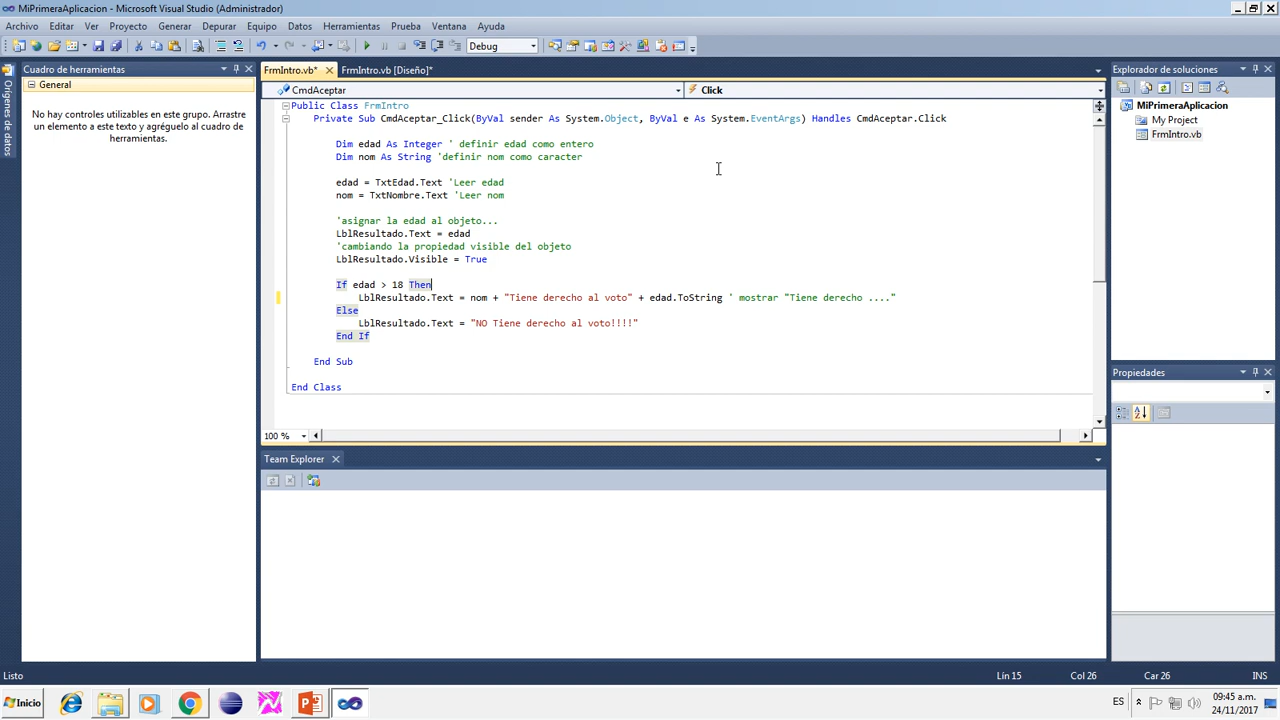 MiPrimeraAplicacion - Microsoft Visual Studio (Administrador)
Archivo Editar Ver Proyecto Generar Depurar Equipo Datos Herramientas Prueba Ventana Ayuda
Debug
Orígenes de datos
Cuadro de herramientas
General
No hay controles utilizables en este grupo. Arrastre
un elemento a este texto y agréguelo al cuadro de
herramientas.
FrmIntro.vb* FrmIntro.vb [Diseño]*
CmdAceptar Click
Public Class FrmIntro
Private Sub CmdAceptar_Click(ByVal sender As System.Object, ByVal e As System.EventArgs) Handles CmdAceptar.Click
Dim edad As Integer ' definir edad como entero
Dim nom As String 'definir nom como caracter
edad = TxtEdad.Text 'Leer edad
nom = TxtNombre.Text 'Leer nom
'asignar la edad al objeto...
LblResultado.Text = edad
'cambiando la propiedad visible del objeto
LblResultado.Visible = True
If edad > 18 Then
LblResultado.Text = nom + "Tiene derecho al voto" + edad.ToString ' mostrar "Tiene derecho ...."
Else
LblResultado.Text = "NO Tiene derecho al voto!!!!"
End If
End Sub
End Class
100 %
Team Explorer
Explorador de soluciones
MiPrimeraAplicacion
My Project
FrmIntro.vb
Propiedades
Listo Lín 15 Col 26 Car 26 INS
Inicio ES 09:45 a.m.
24/11/2017